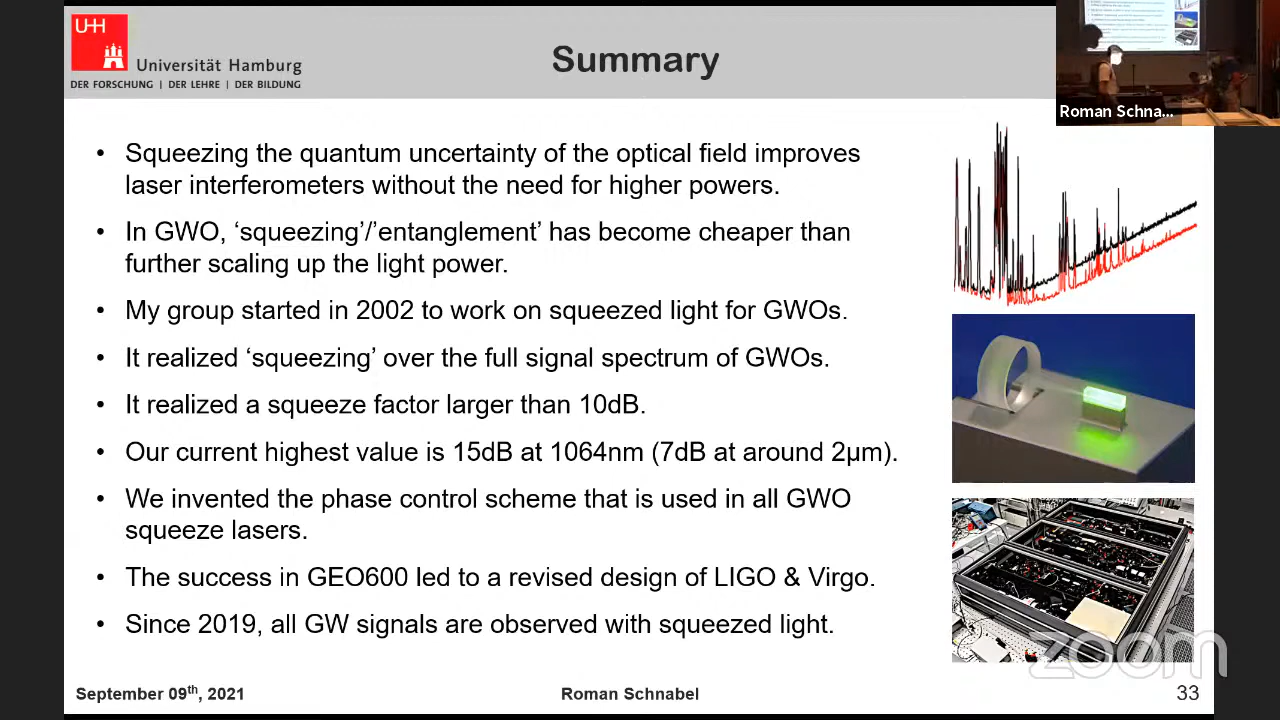 UHH
Universität Hamburg
DER FORSCHUNG | DER LEHRE | DER BILDUNG
Summary
Roman Schna...
• Squeezing the quantum uncertainty of the optical field improves
laser interferometers without the need for higher powers.
• In GWO, ‘squeezing’/’entanglement’ has become cheaper than
further scaling up the light power.
• My group started in 2002 to work on squeezed light for GWOs.
• It realized ‘squeezing’ over the full signal spectrum of GWOs.
• It realized a squeeze factor larger than 10dB.
• Our current highest value is 15dB at 1064nm (7dB at around 2µm).
• We invented the phase control scheme that is used in all GWO
squeeze lasers.
• The success in GEO600 led to a revised design of LIGO & Virgo.
• Since 2019, all GW signals are observed with squeezed light.
zoom
September 09th, 2021
Roman Schnabel
33